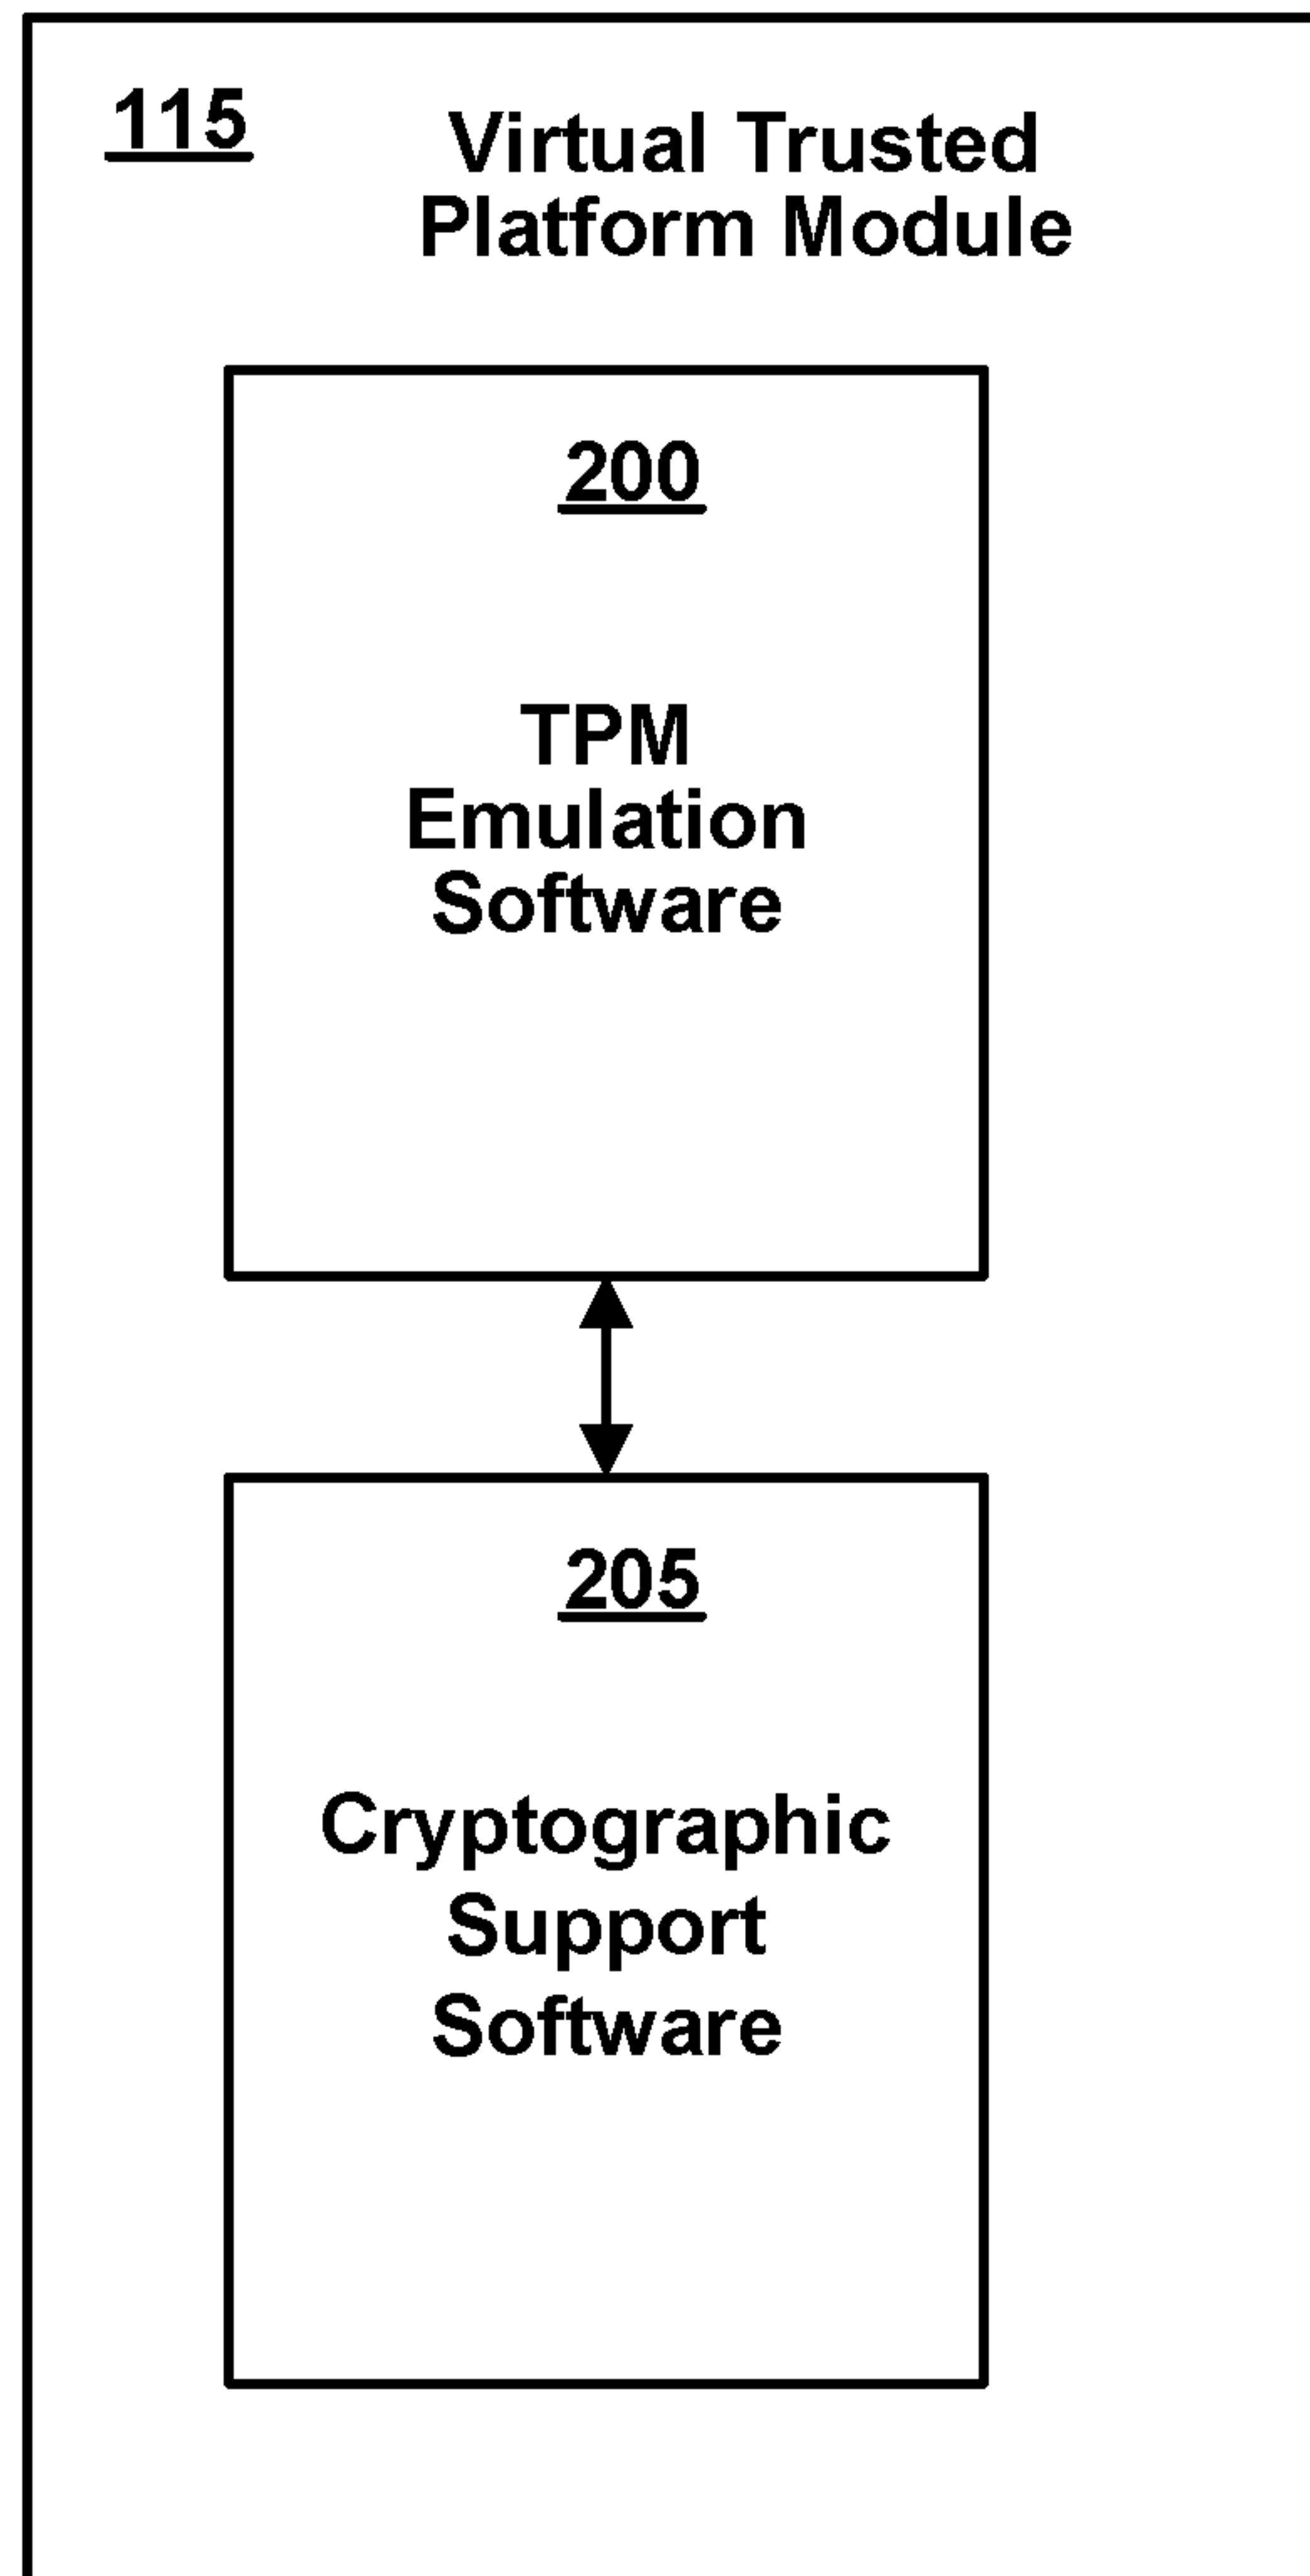 115
Virtual Trusted
Platform Module
200
TPM
Emulation
Software
205
Cryptographic
Support
Software